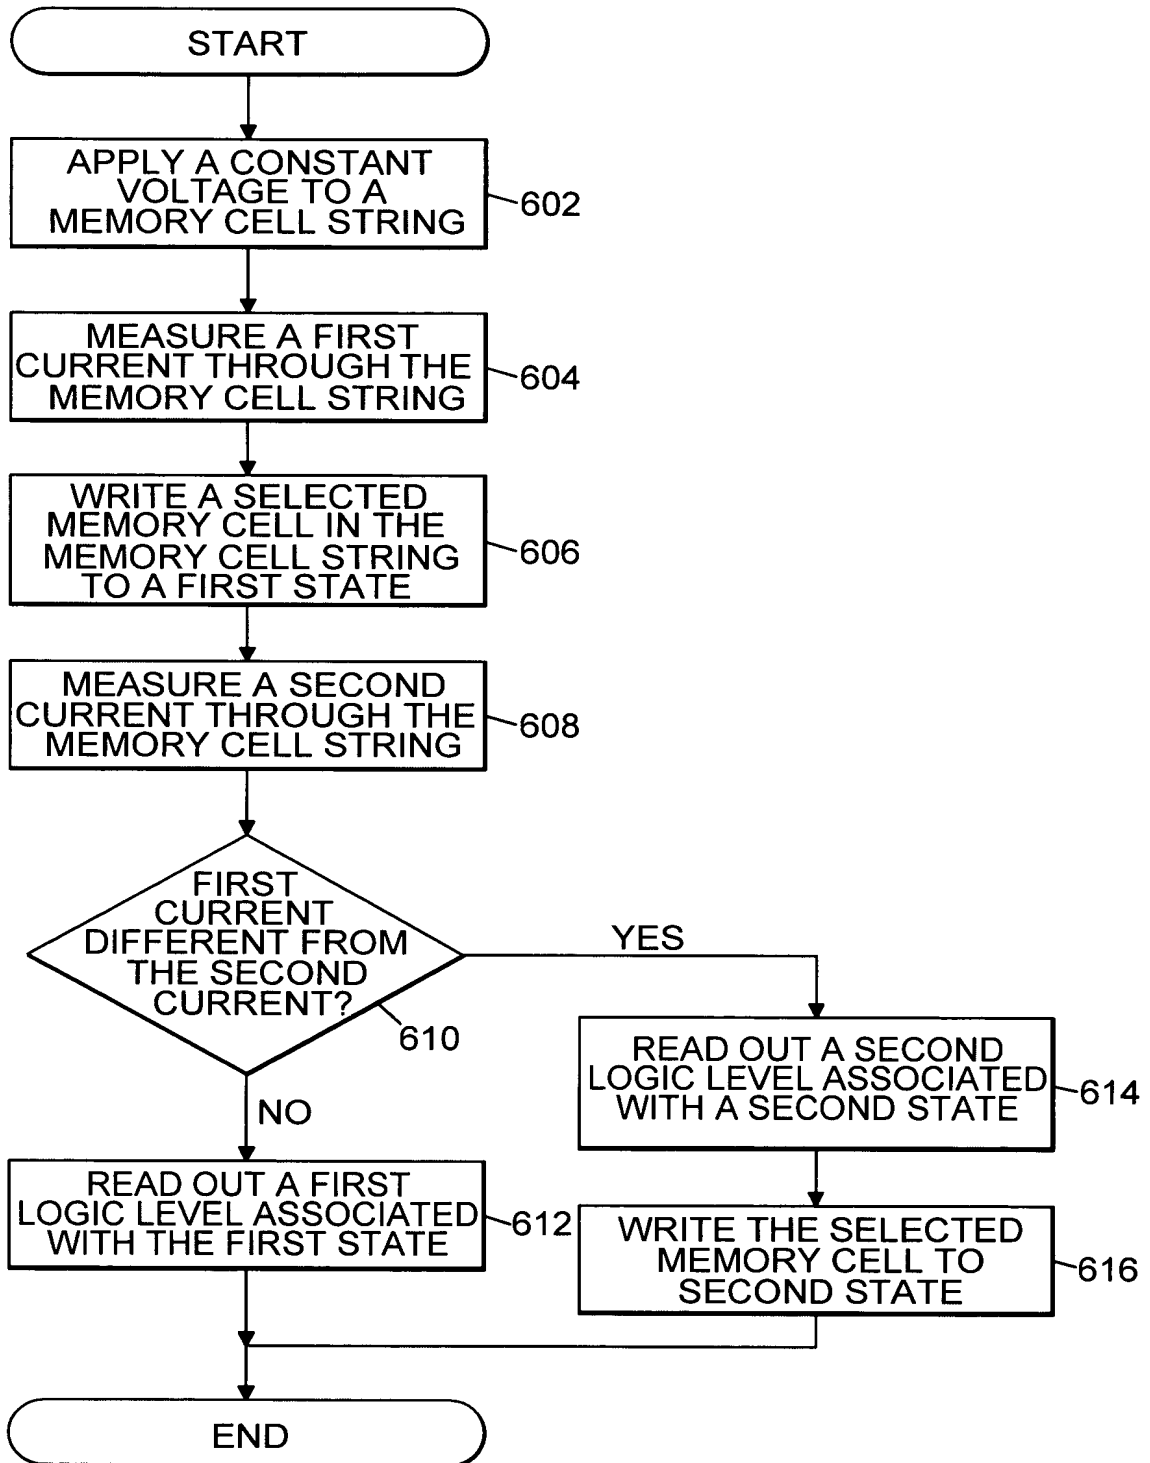 START
APPLY A CONSTANT
VOLTAGE TO A
MEMORY CELL STRING
602
MEASURE A FIRST
CURRENT THROUGH THE
MEMORY CELL STRING
604
WRITE A SELECTED
MEMORY CELL IN THE
MEMORY CELL STRING
TO A FIRST STATE
606
MEASURE A SECOND
CURRENT THROUGH THE
MEMORY CELL STRING
608
FIRST
CURRENT
DIFFERENT FROM
THE SECOND
CURRENT?
610
YES
NO
READ OUT A FIRST
LOGIC LEVEL ASSOCIATED
WITH THE FIRST STATE
612
READ OUT A SECOND
LOGIC LEVEL ASSOCIATED
WITH A SECOND STATE
614
WRITE THE SELECTED
MEMORY CELL TO
SECOND STATE
616
END